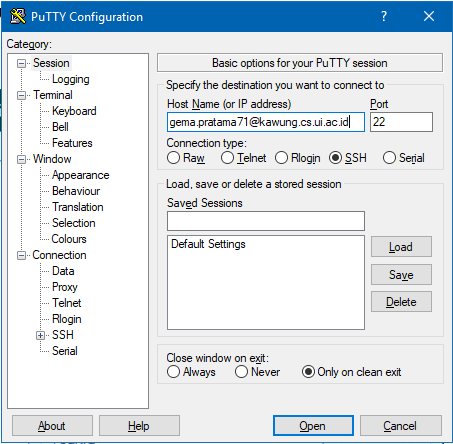 PuTTY Configuration
Category:
Session
Logging
Terminal
Keyboard
Bell
Features
Window
Appearance
Behaviour
Translation
Selection
Colours
Connection
Data
Proxy
Telnet
Rlogin
SSH
Serial
Basic options for your PuTTY session
Specify the destination you want to connect to
Host Name (or IP address) Port
gema.pratama71@kawung.cs.ui.ac.id 22
Connection type:
Raw Telnet Rlogin SSH Serial
Load, save or delete a stored session
Saved Sessions
Default Settings
Load
Save
Delete
Close window on exit:
Always Never Only on clean exit
About Help Open Cancel